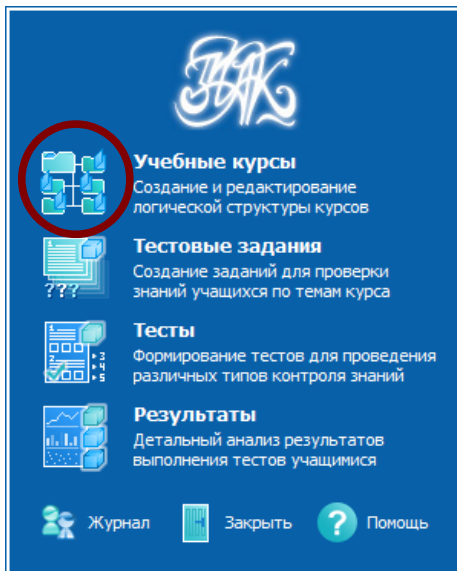 ЗНАК
Учебные курсы
Создание и редактирование
логической структуры курсов
Тестовые задания
Создание заданий для проверки
знаний учащихся по темам курса
???
Тесты
Формирование тестов для проведения
различных типов контроля знаний
Результаты
Детальный анализ результатов
выполнения тестов учащимися
Журнал
Закрыть
? Помощь